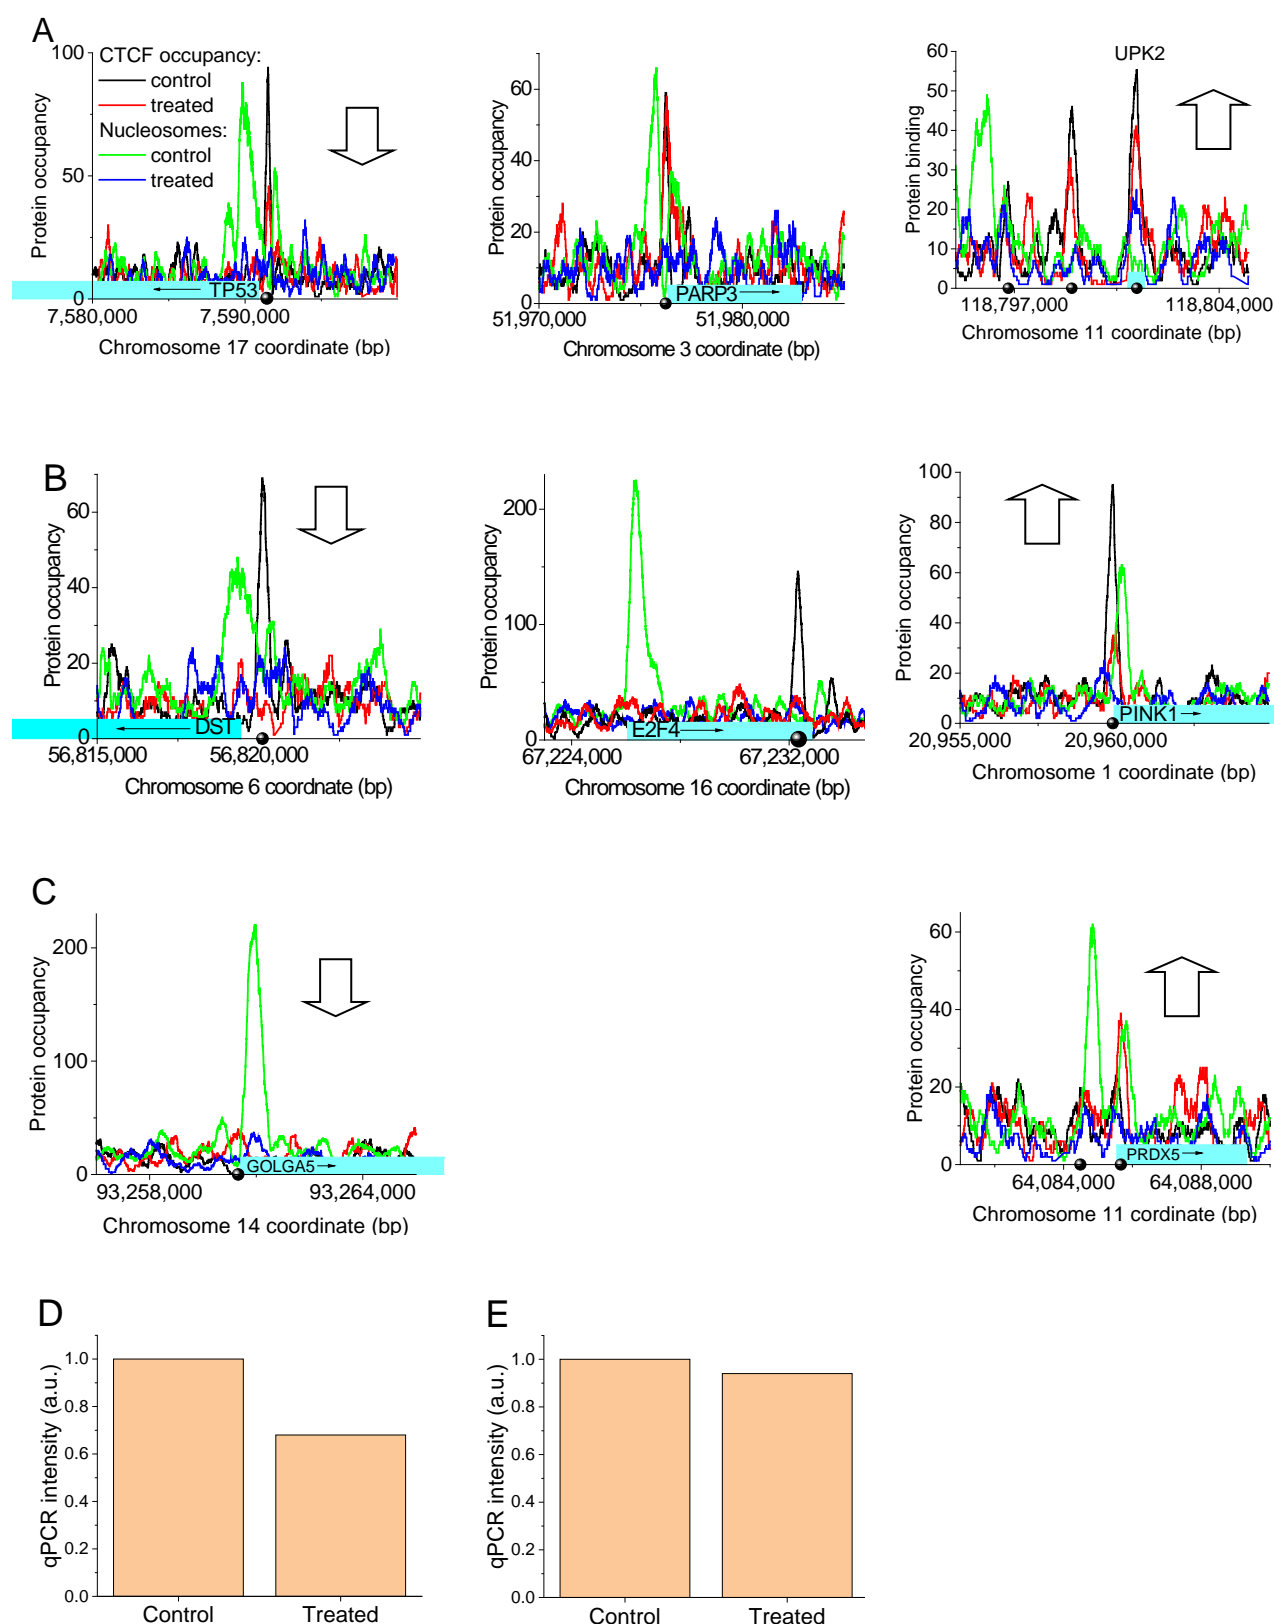 A
CTCF occupancy:
control
treated
Nucleosomes:
control
treated
Protein occupancy
100
50
0
TP53
7,580,000 7,590,000
Chromosome 17 coordinate (bp)
Protein occupancy
60
40
20
0
PARP3
51,970,000 51,980,000
Chromosome 3 coordinate (bp)
UPK2
Protein binding
60
50
40
30
20
10
0
118,797,000 118,804,000
Chromosome 11 coordinate (bp)
B
Protein occupancy
60
40
20
0
DST
56,815,000 56,820,000
Chromosome 6 coordnate (bp)
Protein occupancy
200
100
0
E2F4
67,224,000 67,232,000
Chromosome 16 coordinate (bp)
Protein occupancy
100
80
60
40
20
0
PINK1
20,955,000 20,960,000
Chromosome 1 coordinate (bp)
C
Protein occupancy
200
100
0
GOLGA5
93,258,000 93,264,000
Chromosome 14 coordinate (bp)
Protein occupancy
60
40
20
0
PRDX5
64,084,000 64,088,000
Chromosome 11 cordinate (bp)
D
qPCR intensity (a.u.)
1.0
0.8
0.6
0.4
0.2
0.0
Control Treated
E
qPCR intensity (a.u.)
1.0
0.8
0.6
0.4
0.2
0.0
Control Treated